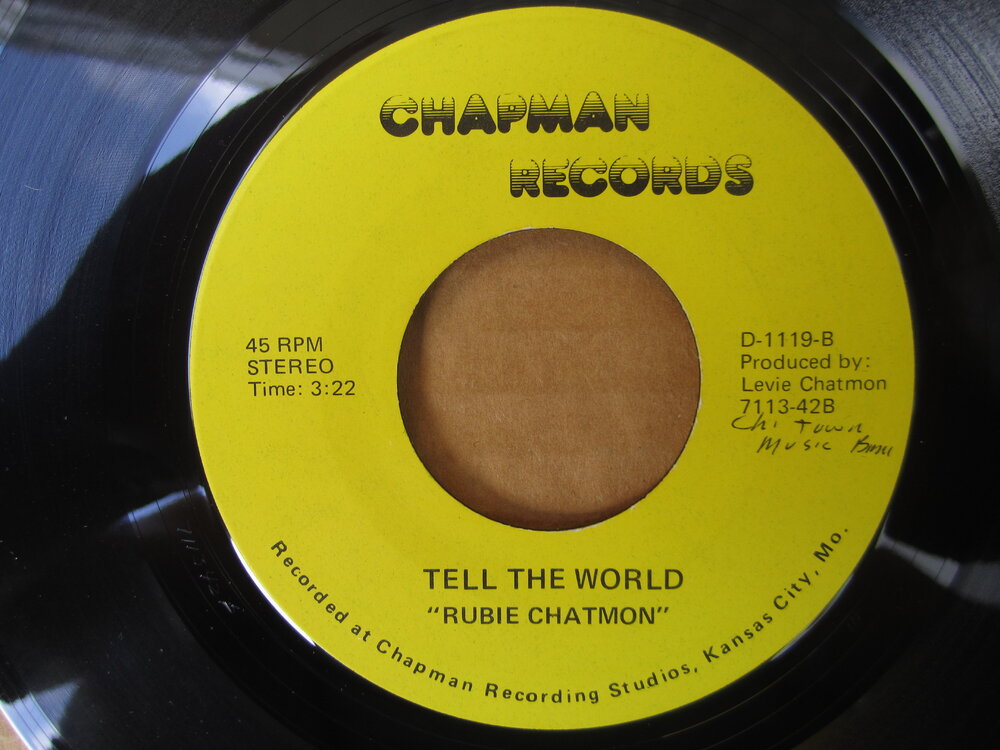 CHAPMAN
RECORDS
45 RPM
STEREO
Time: 3:22
D-1119-B
Produced by:
Levie Chatmon
7113-42B
Chi Town
Music
TELL THE WORLD
"RUBIE CHATMON"
Recorded at Chapman Recording Studios, Kansas City, Mo.